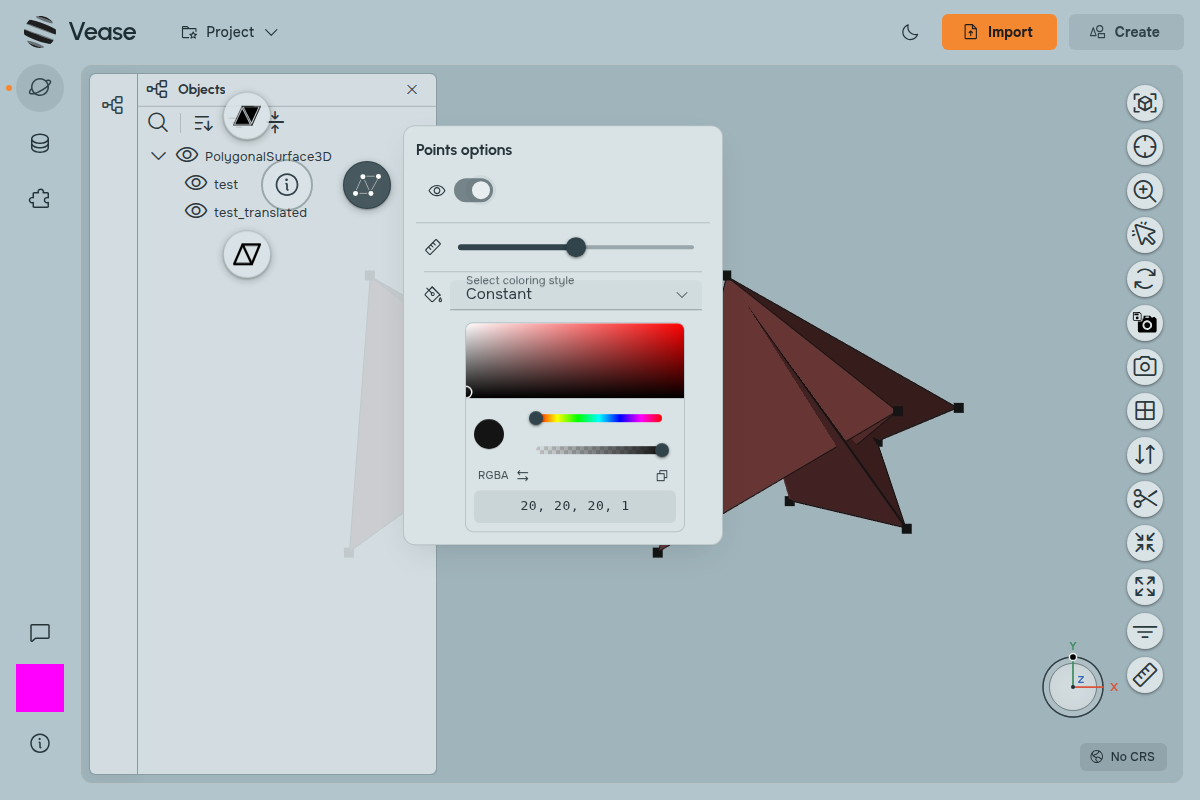 Vease
Project
Import
Create
Objects
PolygonalSurface3D
test
test_translated
Points options
Select coloring style
Constant
RGBA
20, 20, 20, 1
Y
Z
X
No CRS